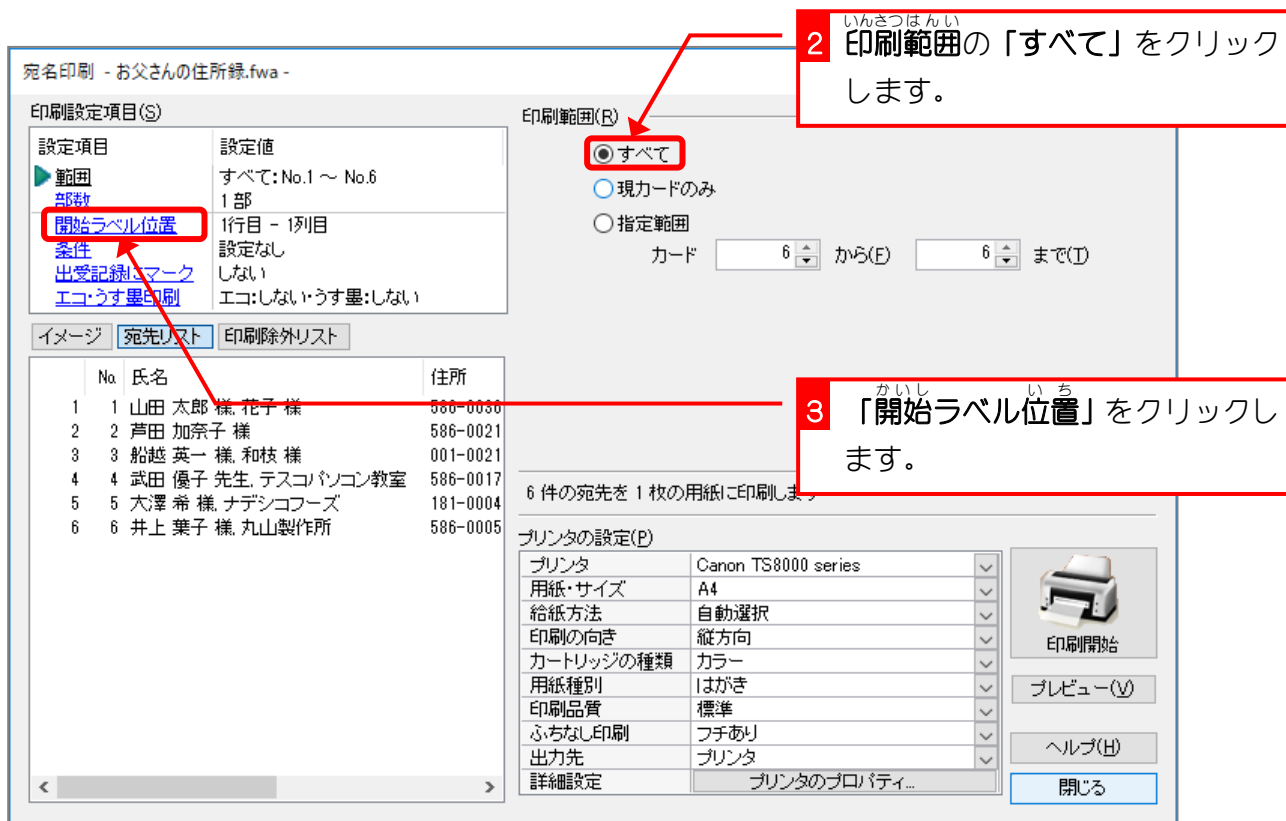 いんさつはんい
2 印刷範囲の「すべて」をクリック
します。
宛名印刷 - お父さんの住所録.fwa -
印刷設定項目(S)
設定項目 設定値
範囲 すべて:No.1 ~ No.6
部数 1 部
開始ラベル位置 1行目 - 1列目
条件 設定なし
出受記録にマーク しない
エコ・うす墨印刷 エコ:しない・うす墨:しない
印刷範囲(R)
すべて
現カードのみ
指定範囲
カード 6 から(F) 6 まで(T)
イメージ 宛先リスト 印刷除外リスト
No. 氏名 住所
1 1 山田 太郎 様, 花子 様 586-0036
2 2 芦田 加奈子 様 586-0021
3 3 船越 英一 様, 和枝 様 001-0021
4 4 武田 優子 先生, テスコパソコン教室 586-0017
5 5 大澤 希 様, ナデシコフーズ 181-0004
6 6 井上 葉子 様, 丸山製作所 586-0005
かいし いち
3 「開始ラベル位置」をクリックし
ます。
6 件の宛先を 1 枚の用紙に印刷します
プリンタの設定(P)
プリンタ Canon TS8000 series
用紙・サイズ A4
給紙方法 自動選択
印刷の向き 縦方向
カートリッジの種類 カラー
用紙種別 はがき
印刷品質 標準
ふちなし印刷 フチあり
出力先 プリンタ
詳細設定 プリンタのプロパティ...
印刷開始
プレビュー(V)
ヘルプ(H)
閉じる